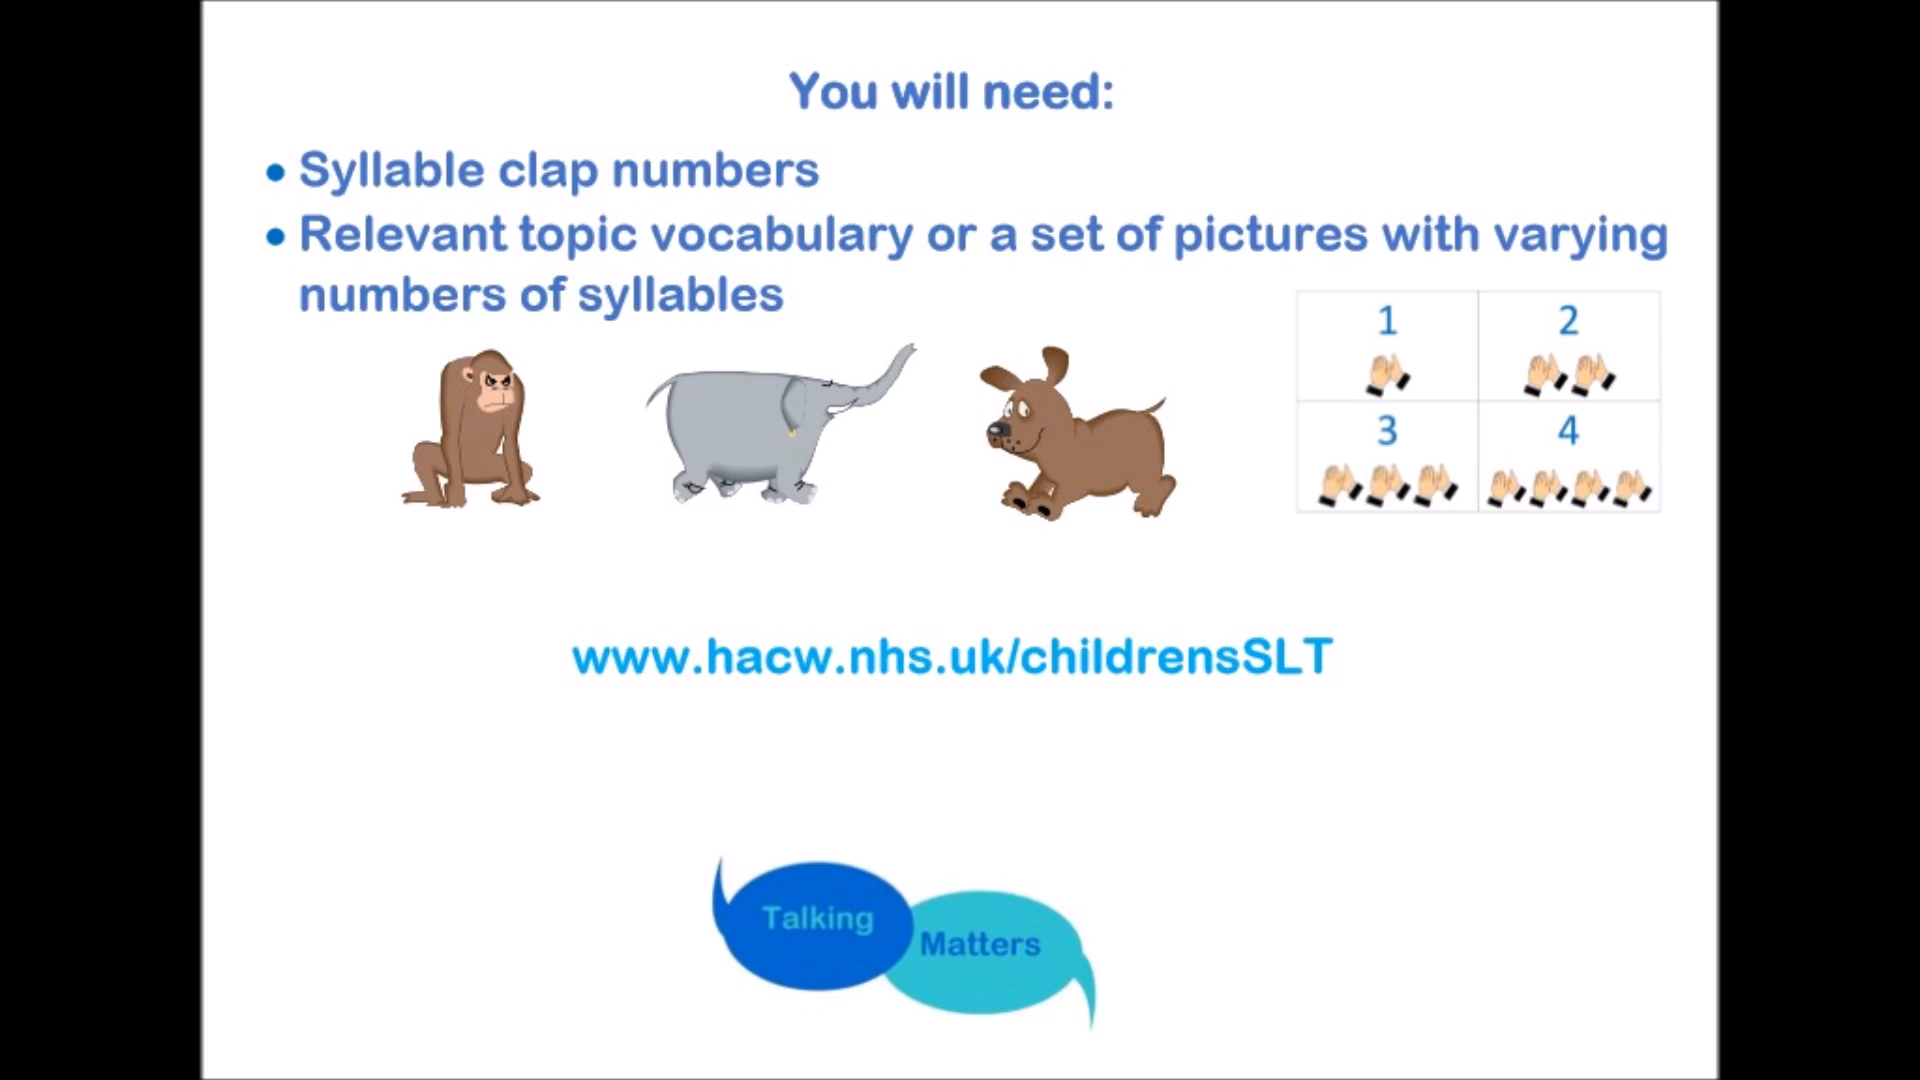 You will need:
• Syllable clap numbers
• Relevant topic vocabulary or a set of pictures with varying
numbers of syllables
1
2
3
4
www.hacw.nhs.uk/childrensSLT
Talking
Matters